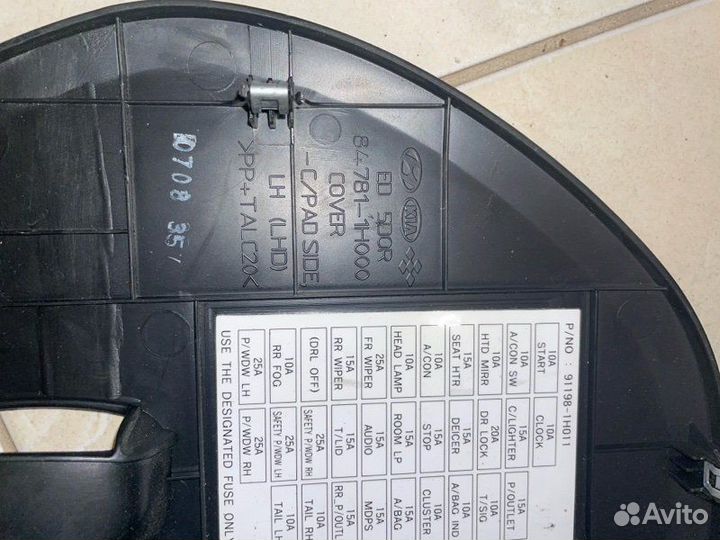 KIA
ED 5DOR
84781-1H000
COVER
-C/PAD SIDE,
LH (LHD)
>PP+TALC20<
0708 35
P/NO : 91198-1H011
10A 10A
START CLOCK
10A 15A 15A
A/CON SW C/LIGHTER P/OUTLET
10A 20A 10A
HTD MIRR DR LOCK T/SIG
15A 15A 10A
SEAT HTR DEICER A/BAG IND
10A 15A 10A
A/CON STOP CLUSTER
10A 10A 15A
HEAD LAMP ROOM LP A/BAG
25A 15A 15A
FR WIPER AUDIO MDPS
15A 15A 15A
RR WIPER T/LID RR_P/OUTL
25A 10A
(DRL OFF) SAFETY P/WDW RH TAIL RH
10A 25A 10A
RR FOG SAFETY P/WDW LH TAIL LH
25A 25A
P/WDW LH P/WDW RH
USE THE DESIGNATED FUSE ONLY
Avito